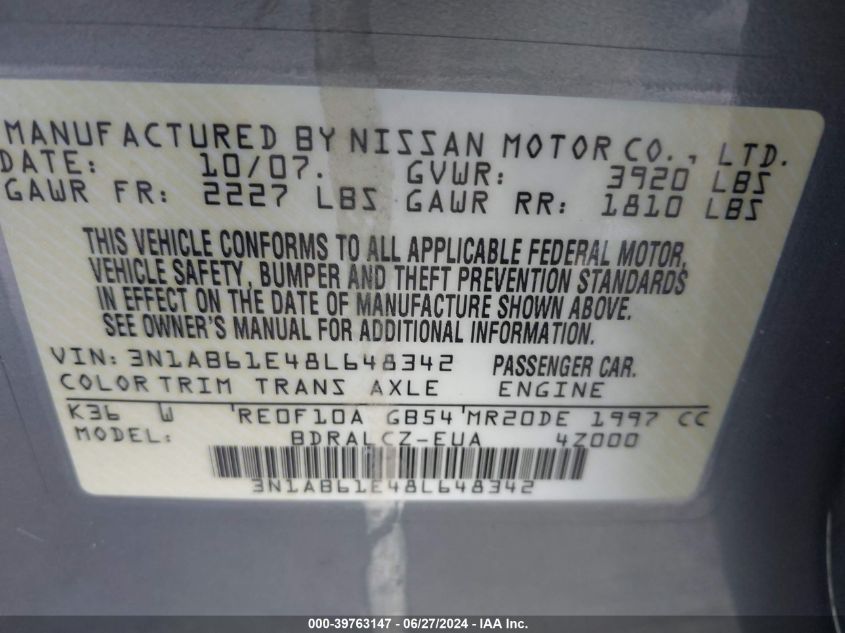 MANUFACTURED BY NISSAN MOTOR CO., LTD.
DATE: 10/07. GVWR: 3920 LBS
GAWR FR: 2227 LBS GAWR RR: 1810 LBS
THIS VEHICLE CONFORMS TO ALL APPLICABLE FEDERAL MOTOR
VEHICLE SAFETY, BUMPER AND THEFT PREVENTION STANDARDS
IN EFFECT ON THE DATE OF MANUFACTURE SHOWN ABOVE.
SEE OWNER'S MANUAL FOR ADDITIONAL INFORMATION.
VIN: 3N1AB61E48L648342 PASSENGER CAR.
COLOR TRIM TRANS AXLE ENGINE
K36 W 'RE0F10A GB54'MR20DE 1997 CC
MODEL: BDRALCZ-EUA 4Z000
3N1AB61E48L648342
000-39763147 - 06/27/2024 - IAA Inc.